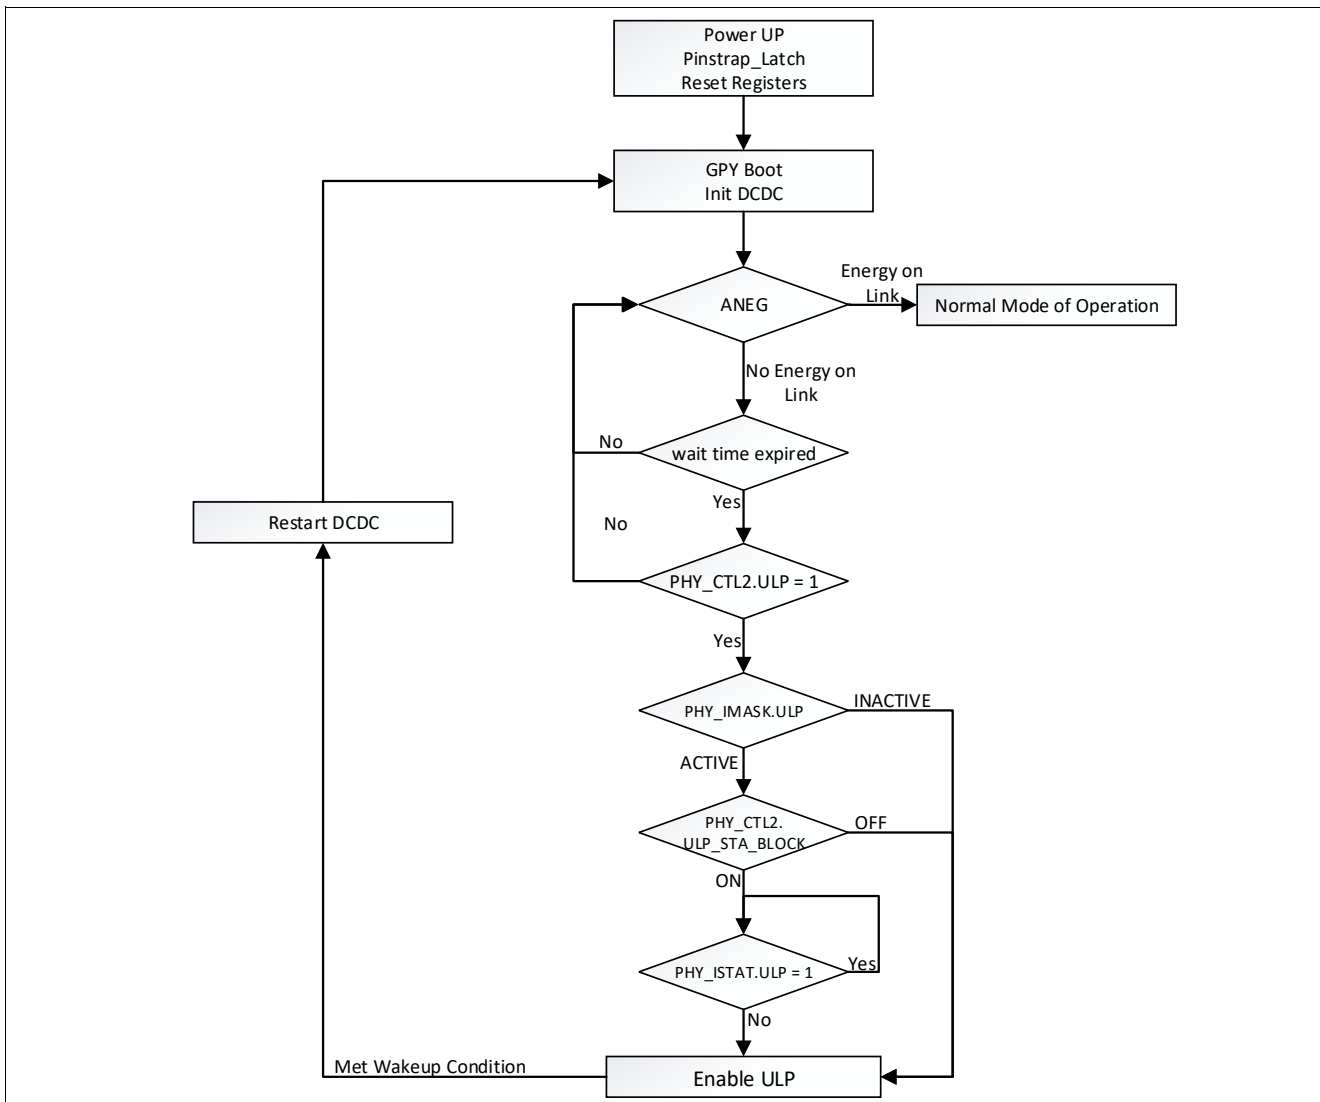 Power UP
Pinstrap_Latch
Reset Registers
GPY Boot
Init DCDC
Energy on
Link
ANEG
Normal Mode of Operation
No Energy on
Link
No
wait time expired
Yes
Restart DCDC
No
PHY_CTL2.ULP = 1
Yes
PHY_IMASK.ULP
INACTIVE
ACTIVE
PHY_CTL2.
ULP_STA_BLOCK
OFF
ON
PHY_ISTAT.ULP = 1
Yes
No
Met Wakeup Condition
Enable ULP